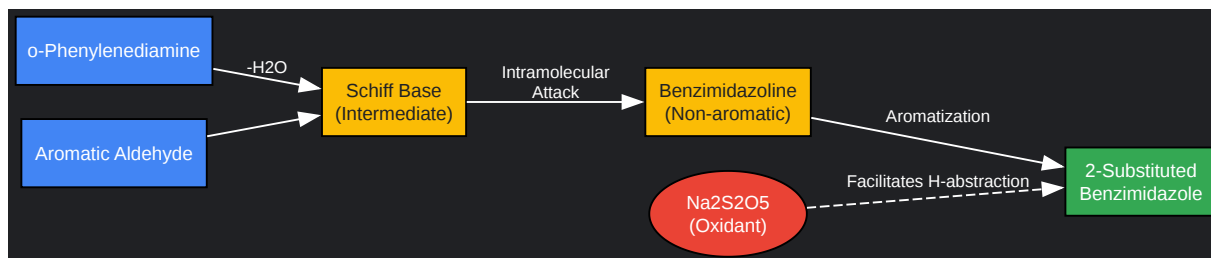 o-Phenylenediamine
Aromatic Aldehyde
-H2O
Schiff Base
(Intermediate)
Intramolecular
Attack
Benzimidazoline
(Non-aromatic)
Aromatization
Na2S2O5
(Oxidant)
Facilitates H-abstraction
2-Substituted
Benzimidazole